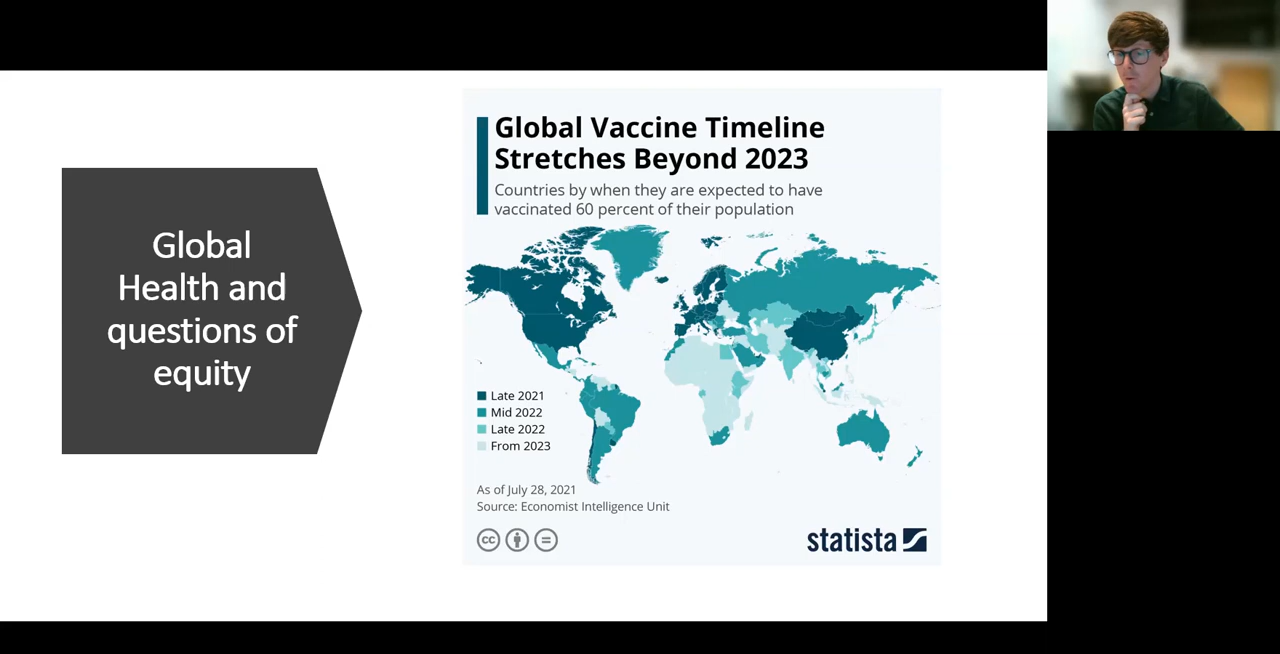 Global
Health and
questions of
equity
Global Vaccine Timeline
Stretches Beyond 2023
Countries by when they are expected to have
vaccinated 60 percent of their population
Late 2021
Mid 2022
Late 2022
From 2023
As of July 28, 2021
Source: Economist Intelligence Unit
cc
statista